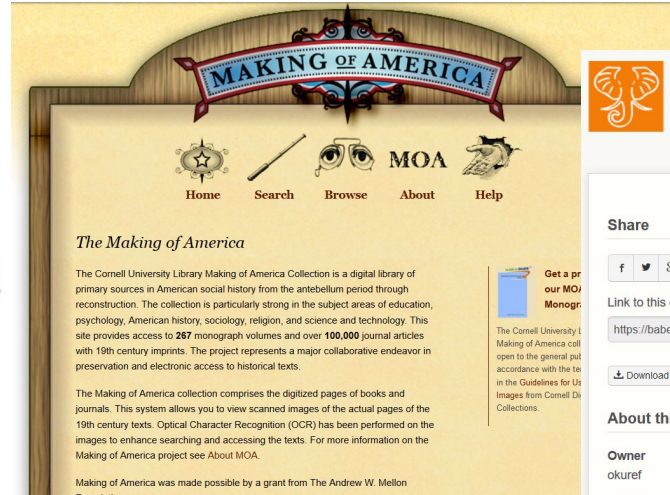 MAKING OF AMERICA
MOA
Home Search Browse About Help
The Making of America
The Cornell University Library Making of America Collection is a digital library of
primary sources in American social history from the antebellum period through
reconstruction. The collection is particularly strong in the subject areas of education,
psychology, American history, sociology, religion, and science and technology. This
site provides access to 267 monograph volumes and over 100,000 journal articles
with 19th century imprints. The project represents a major collaborative endeavor in
preservation and electronic access to historical texts.
The Making of America collection comprises the digitized pages of books and
journals. This system allows you to view scanned images of the actual pages of the
19th century texts. Optical Character Recognition (OCR) has been performed on the
images to enhance searching and accessing the texts. For more information on the
Making of America project see About MOA.
Making of America was made possible by a grant from The Andrew W. Mellon
Get a pr
our MOA
Monogra
The Cornell University L
Making of America coll
open to the general pub
accordance with the te
in the Guidelines for Us
Images from Cornell Di
Collections.
Share
Link to this
https://babe
Download
About thi
Owner
okuref